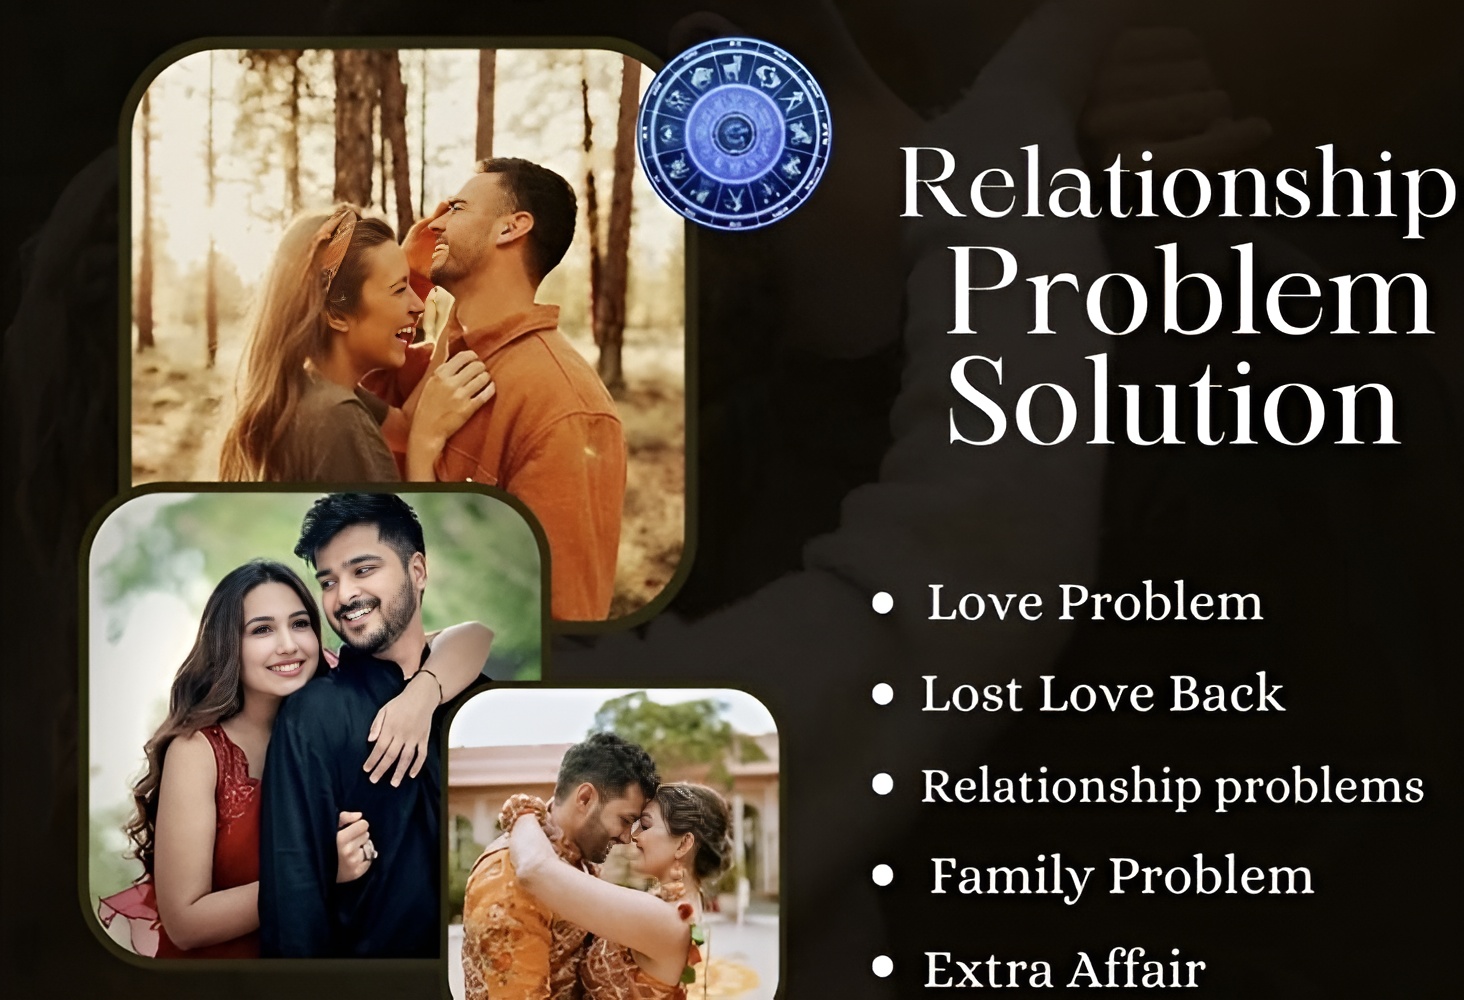 Relationship
Problem
Solution
Love Problem
Lost Love Back
Relationship problems
Family Problem
Extra Affair